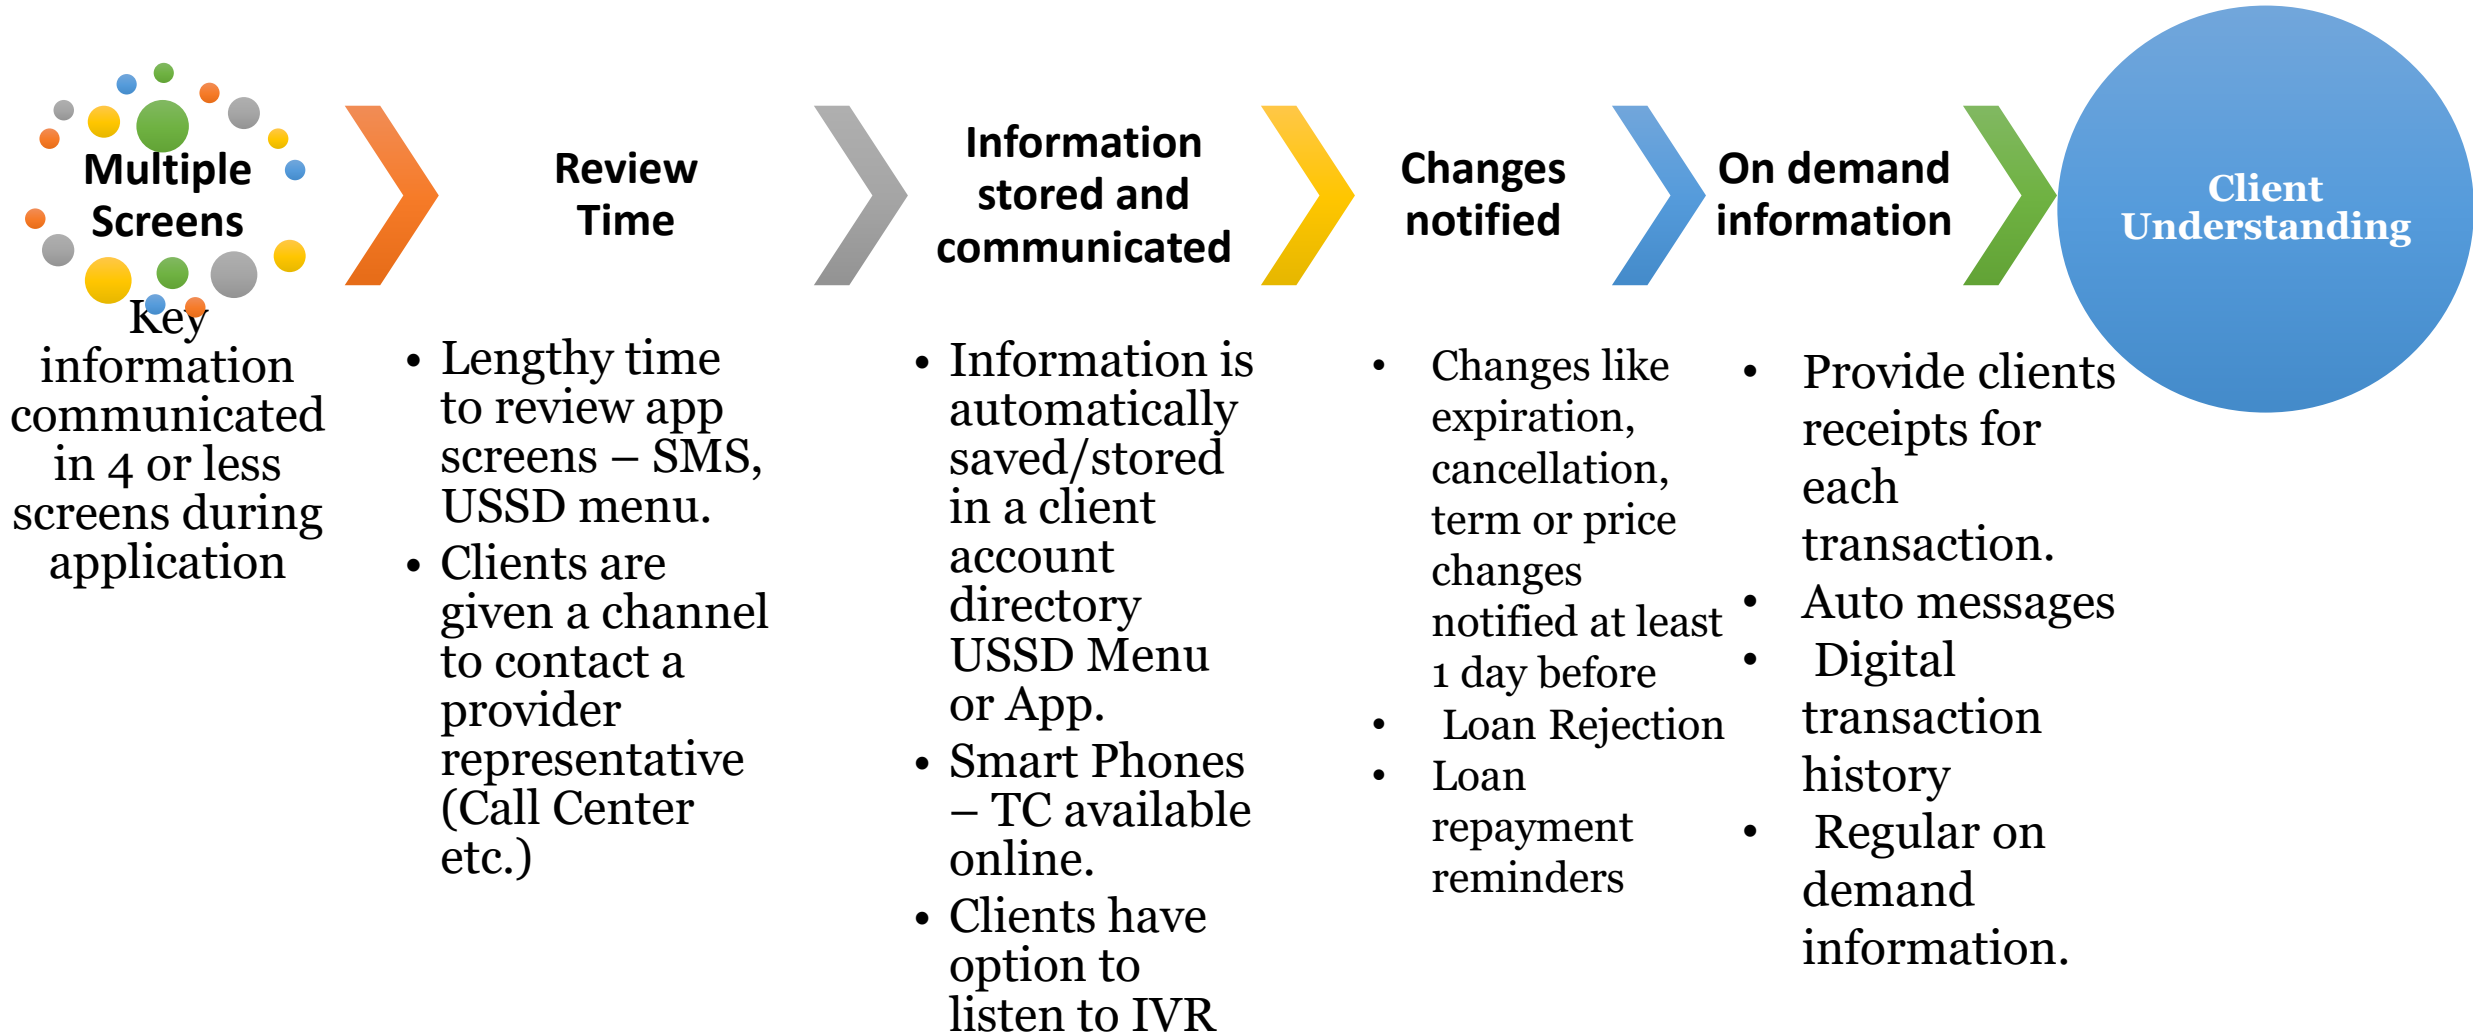 Multiple
Screens
Key
information
communicated
in 4 or less
screens during
application
Review
Time
• Lengthy time
to review app
screens – SMS,
USSD menu.
• Clients are
given a channel
to contact a
provider
representative
(Call Center
etc.)
Information
stored and
communicated
• Information is
automatically
saved/stored
in a client
account
directory
USSD Menu
or App.
• Smart Phones
– TC available
online.
• Clients have
option to
listen to IVR
Changes
notified
• Changes like
expiration,
cancellation,
term or price
changes
notified at least
1 day before
• Loan Rejection
• Loan
repayment
reminders
On demand
information
• Provide clients
receipts for
each
transaction.
• Auto messages
• Digital
transaction
history
• Regular on
demand
information.
Client
Understanding